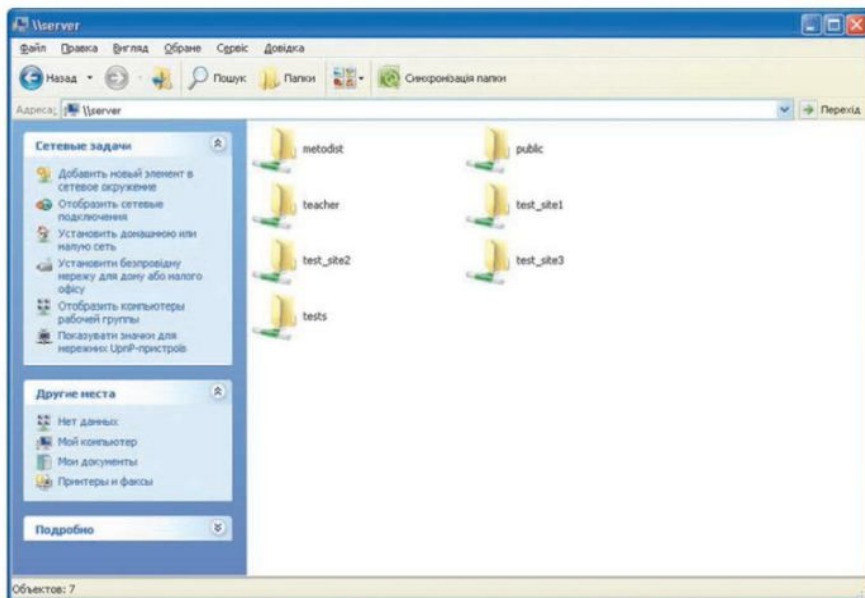 \\server
Файл Правка Вигляд Обране Сервіс Довідка
Назад Пошук Папки Синхронізація папки
Адреса: \\server Перехід
Сетевые задачи
Добавить новый элемент в
сетевое окружение
Отобразить сетевые
подключения
Установить домашнюю или
малую сеть
Установити безпровідну
нережу для дому або налого
офісу
Отобразить компьютеры
рабочей группы
Показувати значки для
нережних UpnP-пристроїв
Другие места
Нет данных
Мой компьютер
Мои документы
Принтеры и факсы
Подробно
metodist
public
teacher
test_site1
test_site2
test_site3
tests
Объектов: 7